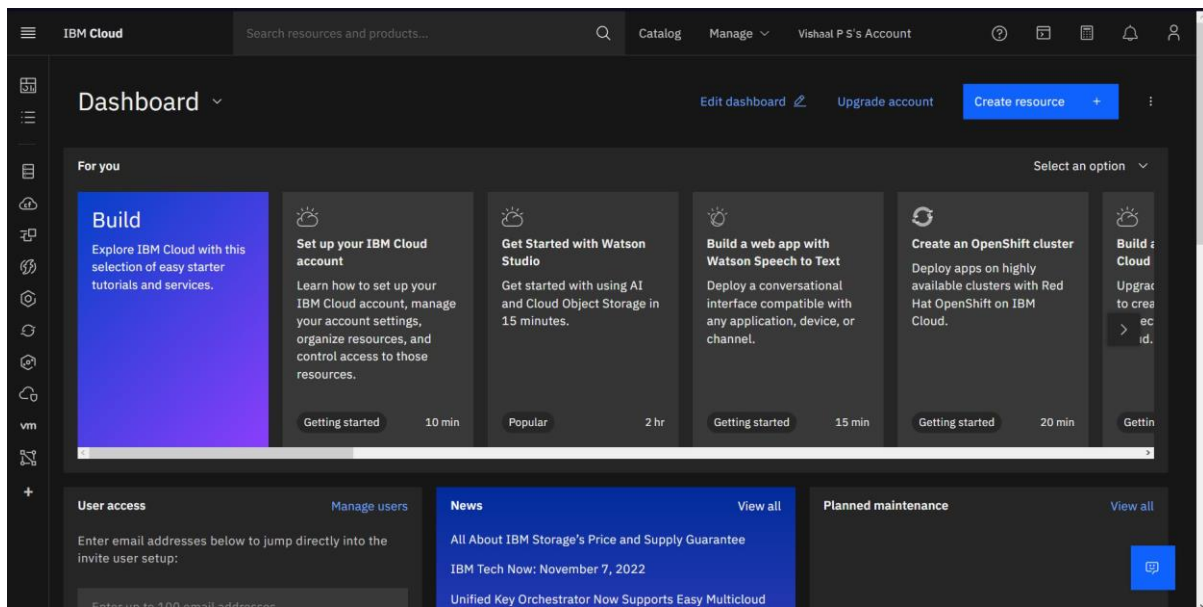 IBM Cloud
Search resources and products...
Catalog
Manage
Vishaal P S's Account
Dashboard
Edit dashboard
Upgrade account
Create resource +
For you
Select an option
Build
Explore IBM Cloud with this
selection of easy starter
tutorials and services.
Set up your IBM Cloud
account
Learn how to set up your
IBM Cloud account, manage
your account settings,
organize resources, and
control access to those
resources.
Getting started
10 min
Get Started with Watson
Studio
Get started with using AI
and Cloud Object Storage in
15 minutes.
Popular
2 hr
Build a web app with
Watson Speech to Text
Deploy a conversational
interface compatible with
any application, device, or
channel.
Getting started
15 min
Create an OpenShift cluster
Deploy apps on highly
available clusters with Red
Hat OpenShift on IBM
Cloud.
Getting started
20 min
Build
Cloud
to
vm
User access
Manage users
Enter email addresses below to jump directly into the
invite user setup:
Enter up to 100 email addresses
News
View all
All About IBM Storage's Price and Supply Guarantee
IBM Tech Now: November 7, 2022
Unified Key Orchestrator Now Supports Easy Multicloud
Planned maintenance
View all